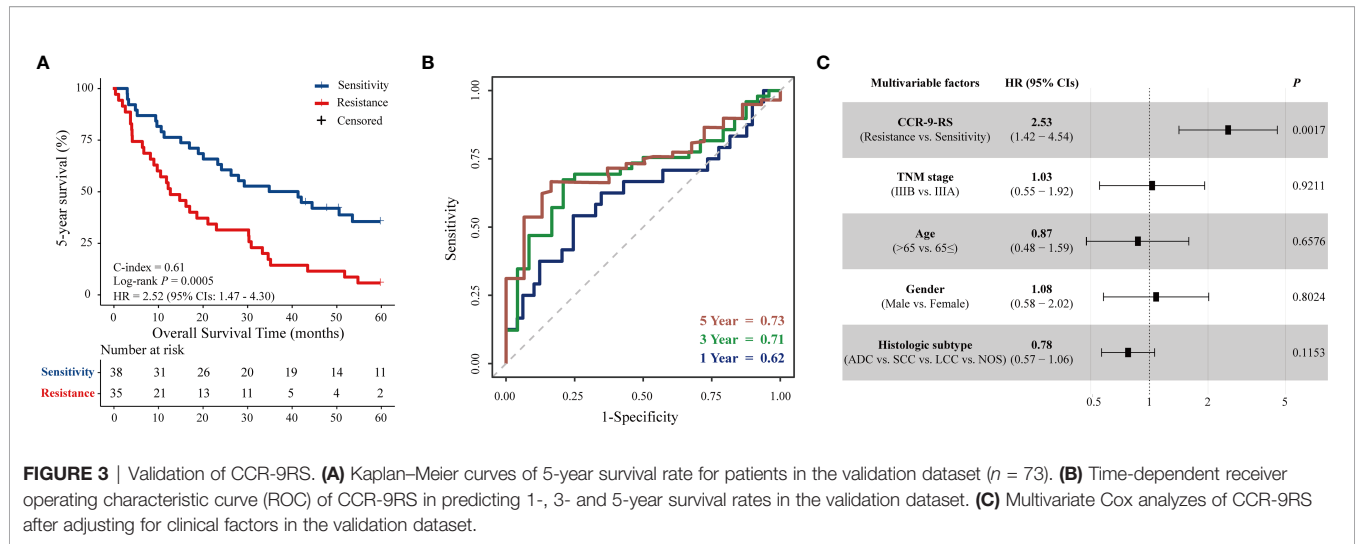 A
5-year survival (%)
100
75
50
25
0
Sensitivity
Resistance
Censored
C-index = 0.61
Log-rank P = 0.0005
HR = 2.52 (95% CIs: 1.47 - 4.30)
0 10 20 30 40 50 60
Overall Survival Time (months)
Number at risk
Sensitivity 38 31 26 20 19 14 11
Resistance 35 21 13 11 5 4 2
0 10 20 30 40 50 60
B
Sensitivity
1.00
0.75
0.50
0.25
0.00
5 Year = 0.73
3 Year = 0.71
1 Year = 0.62
0.00 0.25 0.50 0.75 1.00
1-Specificity
C
Multivariable factors HR (95% CIs) P
CCR-9-RS 2.53
(Resistance vs. Sensitivity) (1.42 − 4.54) 0.0017
TNM stage 1.03
(IIIB vs. IIIA) (0.55 − 1.92) 0.9211
Age 0.87
(>65 vs. 65≤) (0.48 − 1.59) 0.6576
Gender 1.08
(Male vs. Female) (0.58 − 2.02) 0.8024
Histologic subtype 0.78
(ADC vs. SCC vs. LCC vs. NOS) (0.57 − 1.06) 0.1153
0.5 1 2 5
FIGURE 3 | Validation of CCR-9RS. (A) Kaplan–Meier curves of 5-year survival rate for patients in the validation dataset (n = 73). (B) Time-dependent receiver
operating characteristic curve (ROC) of CCR-9RS in predicting 1-, 3- and 5-year survival rates in the validation dataset. (C) Multivariate Cox analyzes of CCR-9RS
after adjusting for clinical factors in the validation dataset.